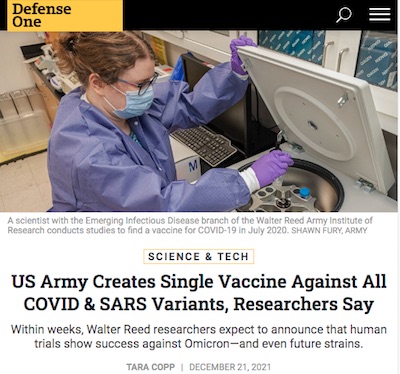 Defense
One
A scientist with the Emerging Infectious Disease branch of the Walter Reed Army Institute of
Research conducts studies to find a vaccine for COVID-19 in July 2020. SHAWN FURY, ARMY
SCIENCE & TECH
US Army Creates Single Vaccine Against All
COVID & SARS Variants, Researchers Say
Within weeks, Walter Reed researchers expect to announce that human
trials show success against Omicron—and even future strains.
TARA COPP | DECEMBER 21, 2021